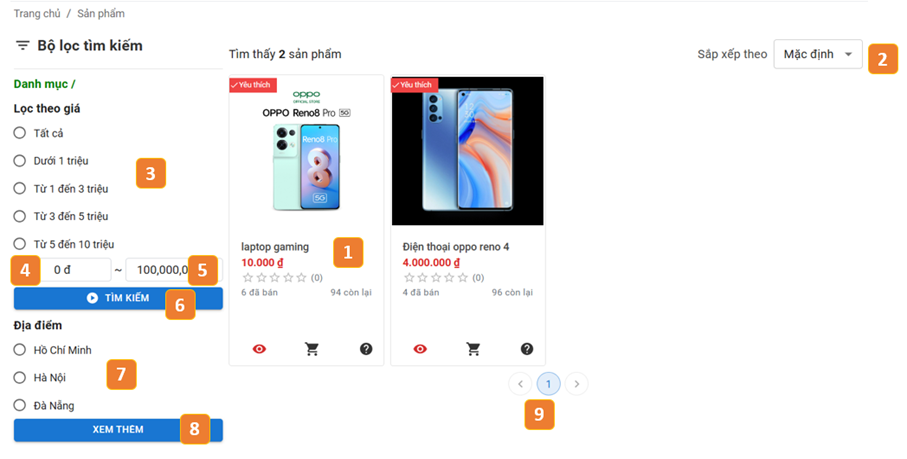 Trang chủ / Sản phẩm
Bộ lọc tìm kiếm
Tìm thấy 2 sản phẩm
Sắp xếp theo
Mặc định
2
Danh mục /
Lọc theo giá
Tất cả
Dưới 1 triệu
Từ 1 đến 3 triệu
Từ 3 đến 5 triệu
Từ 5 đến 10 triệu
3
4
0 đ
~
100,000,0
5
TÌM KIẾM
6
Địa điểm
Hồ Chí Minh
Hà Nội
Đà Nẵng
7
XEM THÊM
8
Yêu thích
oppo
OFFICIAL STORE
OPPO Reno8 Pro 5G
Reno8 Pro
5G
laptop gaming
1
10.000 ₫
(0)
6 đã bán
94 còn lại
Yêu thích
Điện thoại oppo reno 4
4.000.000 ₫
(0)
4 đã bán
96 còn lại
1
9